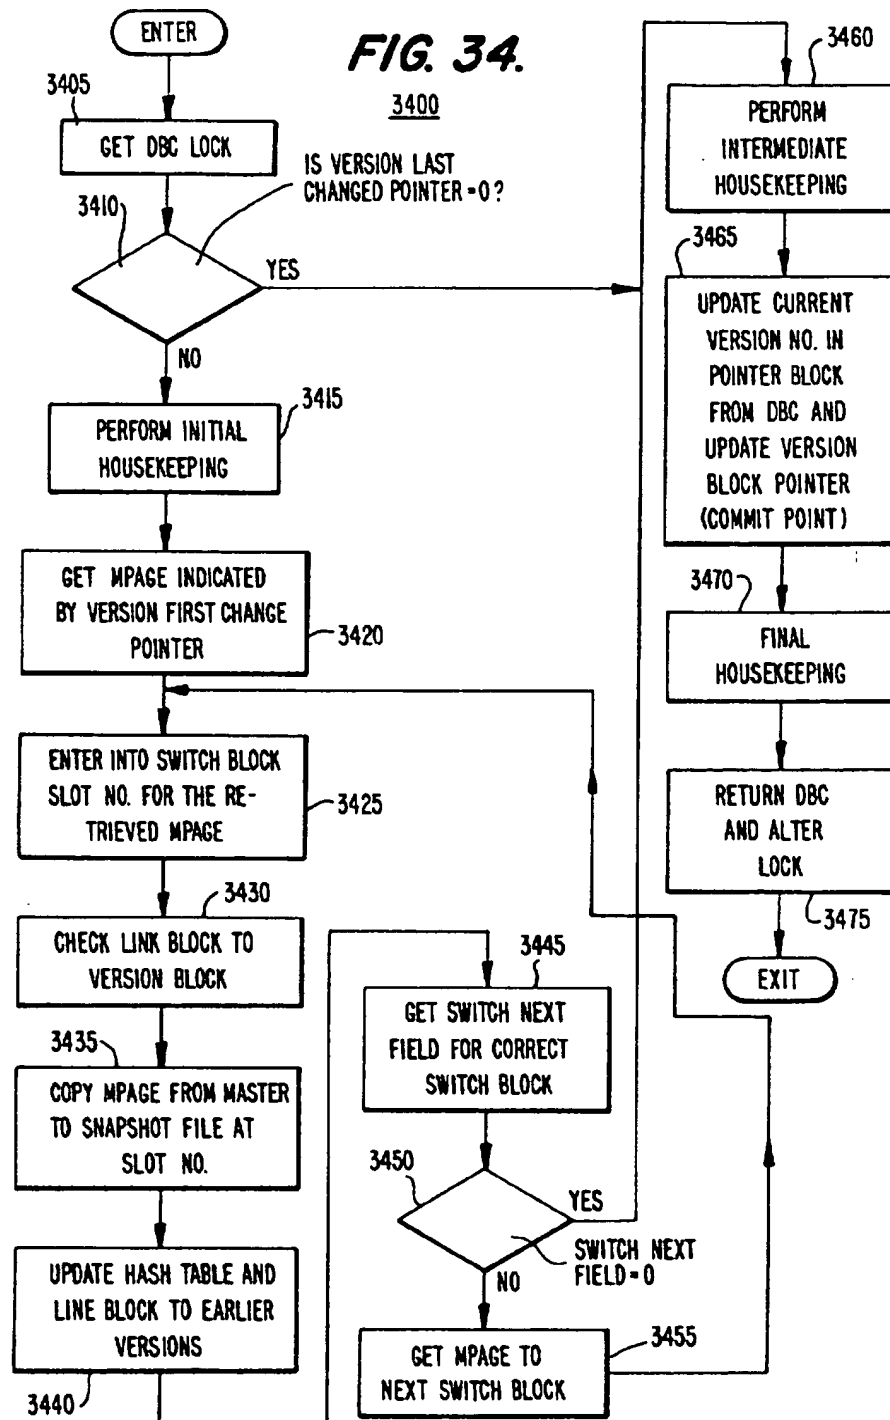 FIG. 34.
3400
ENTER
3405
GET DBC LOCK
3410
IS VERSION LAST
CHANGED POINTER=0?
YES
NO
3415
PERFORM INITIAL
HOUSEKEEPING
GET MPAGE INDICATED
BY VERSION FIRST CHANGE
POINTER
3420
ENTER INTO SWITCH BLOCK
SLOT NO. FOR THE RE-
TRIEVED MPAGE
3425
3430
CHECK LINK BLOCK TO
VERSION BLOCK
3435
COPY MPAGE FROM MASTER
TO SNAPSHOT FILE AT
SLOT NO.
UPDATE HASH TABLE AND
LINE BLOCK TO EARLIER
VERSIONS
3440
3445
GET SWITCH NEXT
FIELD FOR CORRECT
SWITCH BLOCK
3450
YES
SWITCH NEXT
FIELD=0
NO
3455
GET MPAGE TO
NEXT SWITCH BLOCK
3460
PERFORM
INTERMEDIATE
HOUSEKEEPING
3465
UPDATE CURRENT
VERSION NO. IN
POINTER BLOCK
FROM DBC AND
UPDATE VERSION
BLOCK POINTER
(COMMIT POINT)
3470
FINAL
HOUSEKEEPING
RETURN DBC
AND ALTER
LOCK
3475
EXIT